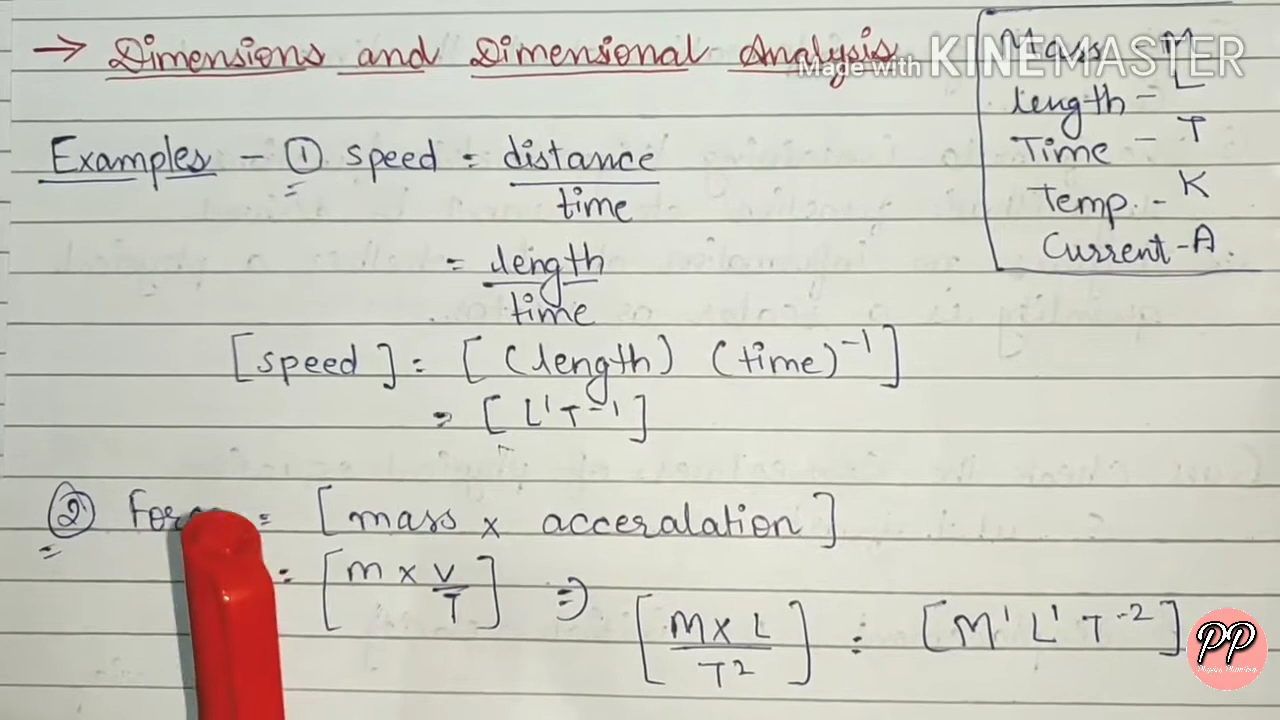 → Dimensions and Dimensional Analysis
Made with KINEMASTER
Mass - M
length - L
Time - T
Temp. - K
Current - A
Examples - ① speed = distance
time
= length
time
[speed] = [(length) (time)⁻¹]
= [L¹T⁻¹]
② = [mass x acceralation]
= [m x v/T] ⇒ [M x L/T²] = [M¹ L¹ T⁻²]
PP